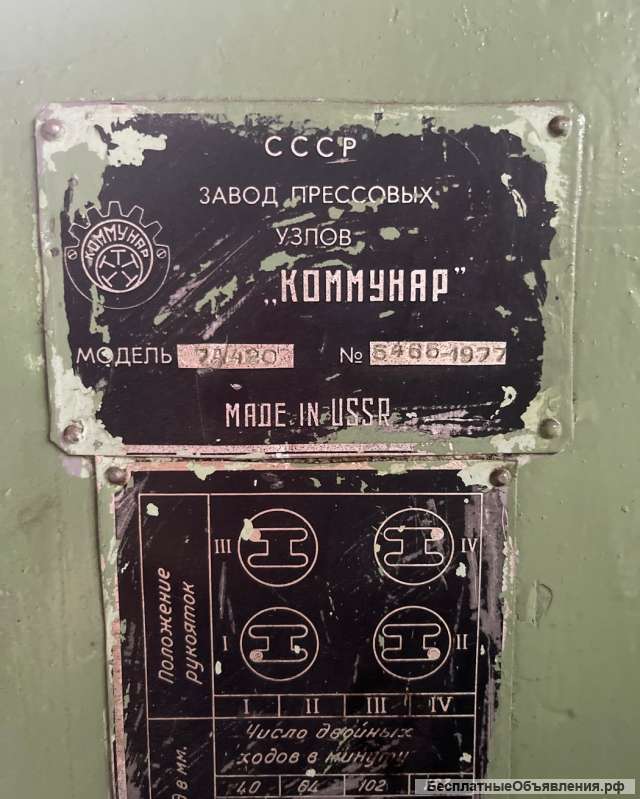 СССР
ЗАВОД ПРЕССОВЫХ
УЗЛОВ
КОММУНАР
„КОММУНАР"
МОДЕЛЬ 7А420 № 6466-1977
MADE IN USSR
III IV
I II
Положение
рукояток
I II III IV
Число двойных
ходов в минуту
в мм.
40 64 102
БесплатныеОбъявления.рф